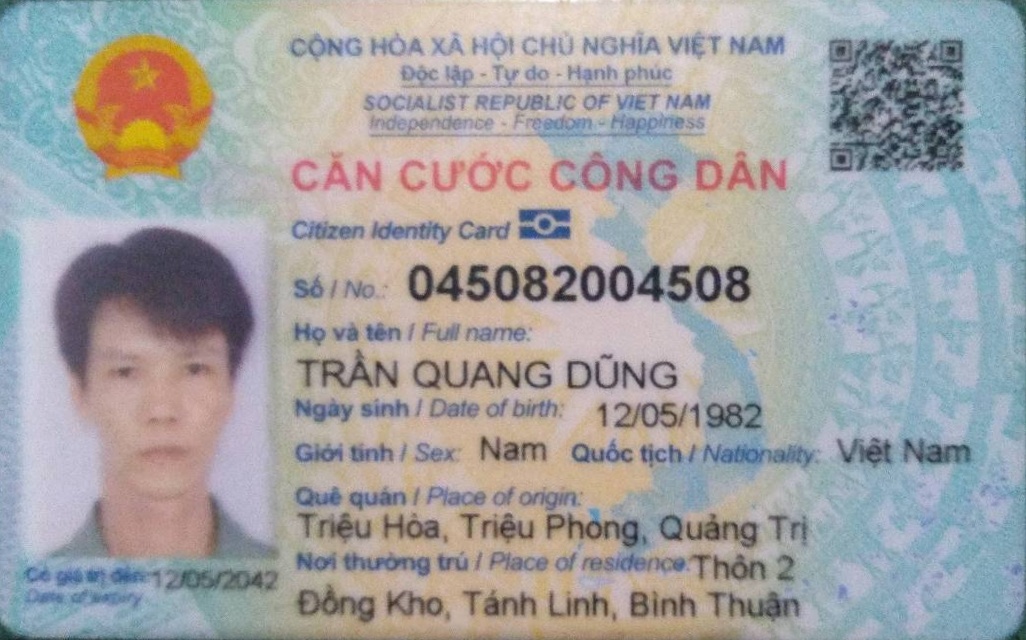 CỘNG HÒA XÃ HỘI CHỦ NGHĨA VIỆT NAM
Độc lập - Tự do - Hạnh phúc
SOCIALIST REPUBLIC OF VIET NAM
Independence - Freedom - Happiness
CĂN CƯỚC CÔNG DÂN
Citizen Identity Card
Số / No.: 045082004508
Họ và tên / Full name:
TRẦN QUANG DŨNG
Ngày sinh / Date of birth: 12/05/1982
Giới tính / Sex: Nam Quốc tịch / Nationality: Việt Nam
Quê quán / Place of origin:
Triệu Hòa, Triệu Phong, Quảng Trị
Nơi thường trú / Place of residence: Thôn 2
Đồng Kho, Tánh Linh, Bình Thuận
Có giá trị đến: 12/05/2042
Date of expiry